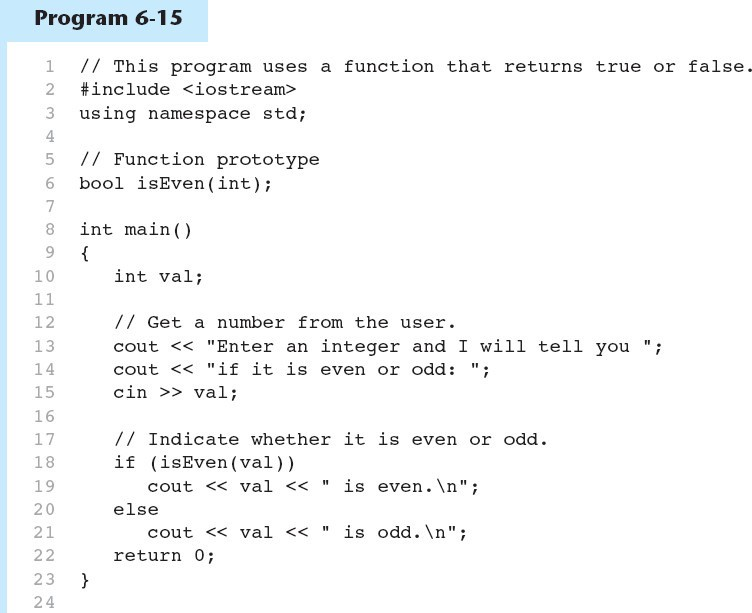 Program 6-15
1 // This program uses a function that returns true or false.
2 #include <iostream>
3 using namespace std;
4
5 // Function prototype
6 bool isEven(int);
7
8 int main()
9 {
10    int val;
11
12    // Get a number from the user.
13    cout << "Enter an integer and I will tell you ";
14    cout << "if it is even or odd: ";
15    cin >> val;
16
17    // Indicate whether it is even or odd.
18    if (isEven(val))
19       cout << val << " is even.\n";
20    else
21       cout << val << " is odd.\n";
22    return 0;
23 }
24